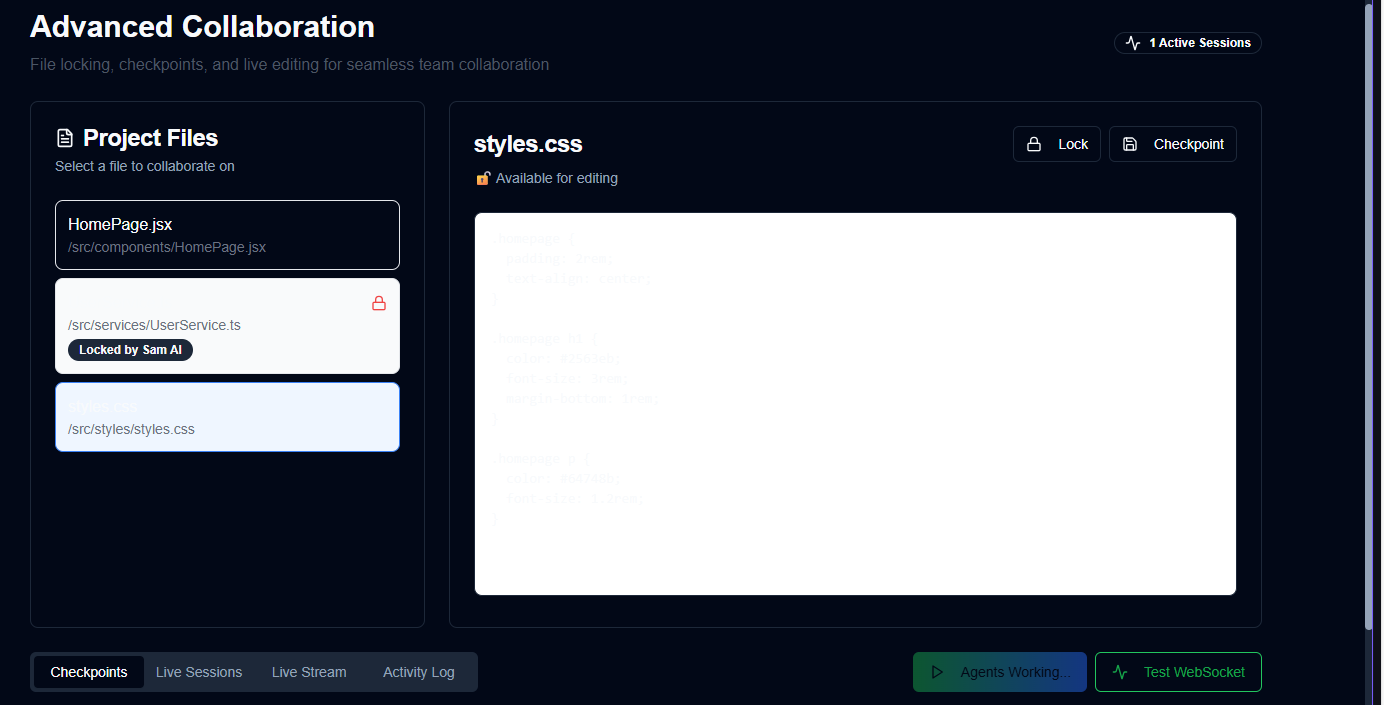 Advanced Collaboration
File locking, checkpoints, and live editing for seamless team collaboration
1 Active Sessions
Project Files
Select a file to collaborate on
HomePage.jsx
/src/components/HomePage.jsx
/src/services/UserService.ts
Locked by Sam AI
styles.css
/src/styles/styles.css
styles.css
Lock
Checkpoint
Available for editing
.homepage {
padding: 2rem;
text-align: center;
}
.homepage h1 {
color:
font-size: 3rem;
margin-bottom: 1rem;
}
.homepage p {
color:
font-size: 1.2rem;
}
Checkpoints
Live Sessions
Live Stream
Activity Log
Agents Working...
Test WebSocket